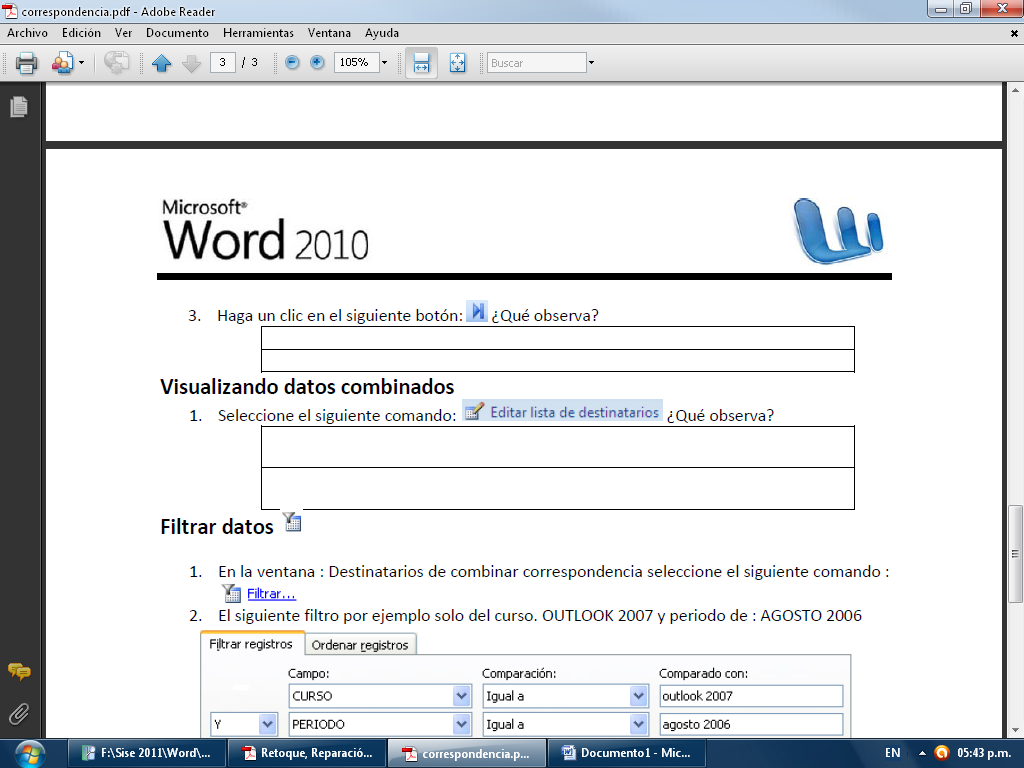 correspondencia.pdf - Adobe Reader
Archivo Edición Ver Documento Herramientas Ventana Ayuda
3 / 3 105% Buscar
Microsoft®
Word 2010
3. Haga un clic en el siguiente botón: ¿Qué observa?
Visualizando datos combinados
1. Seleccione el siguiente comando: Editar lista de destinatarios ¿Qué observa?
Filtrar datos
1. En la ventana : Destinatarios de combinar correspondencia seleccione el siguiente comando :
Filtrar...
2. El siguiente filtro por ejemplo solo del curso. OUTLOOK 2007 y periodo de : AGOSTO 2006
Filtrar registros Ordenar registros
Campo: Comparación: Comparado con:
CURSO Igual a outlook 2007
Y PERIODO Igual a agosto 2006
F:\Sise 2011\Word\... Retoque, Reparació... correspondencia.p... Documento1 - Mic... EN 05:43 p.m.